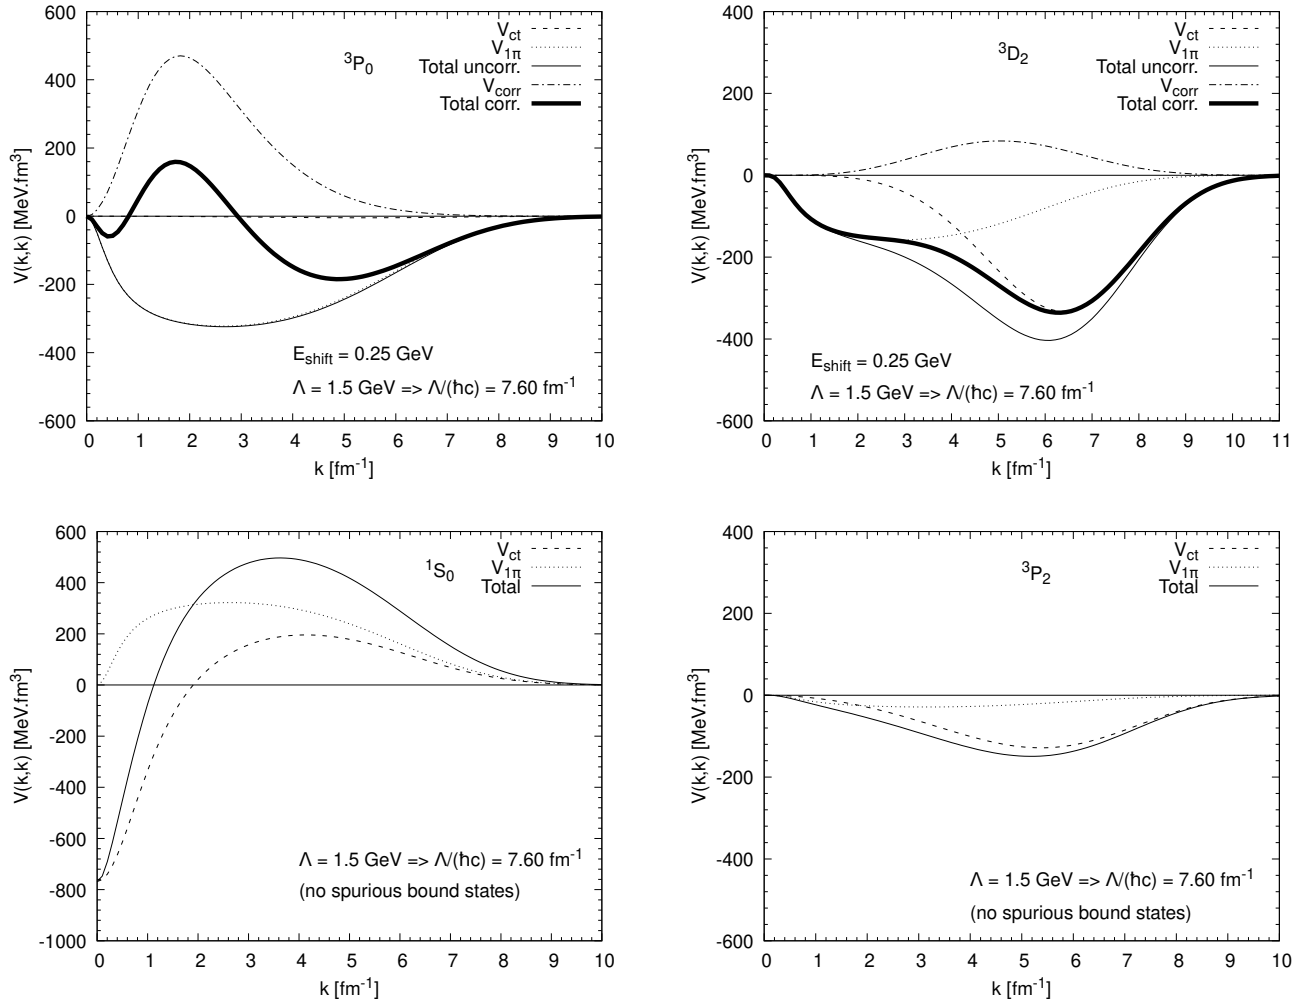 600
400
200
0
-200
-400
-600
V(k,k) [MeV.fm³]
³P₀
V_ct
V_1π
Total uncorr.
V_corr
Total corr.
E_shift = 0.25 GeV
Λ = 1.5 GeV => Λ/(ħc) = 7.60 fm⁻¹
0 1 2 3 4 5 6 7 8 9 10
k [fm⁻¹]
400
200
0
-200
-400
-600
V(k,k) [MeV.fm³]
³D₂
V_ct
V_1π
Total uncorr.
V_corr
Total corr.
E_shift = 0.25 GeV
Λ = 1.5 GeV => Λ/(ħc) = 7.60 fm⁻¹
0 1 2 3 4 5 6 7 8 9 10 11
k [fm⁻¹]
600
400
200
0
-200
-400
-600
-800
-1000
V(k,k) [MeV.fm³]
¹S₀
V_ct
V_1π
Total
Λ = 1.5 GeV => Λ/(ħc) = 7.60 fm⁻¹
(no spurious bound states)
0 1 2 3 4 5 6 7 8 9 10
k [fm⁻¹]
400
200
0
-200
-400
-600
V(k,k) [MeV.fm³]
³P₂
V_ct
V_1π
Total
Λ = 1.5 GeV => Λ/(ħc) = 7.60 fm⁻¹
(no spurious bound states)
0 1 2 3 4 5 6 7 8 9 10
k [fm⁻¹]